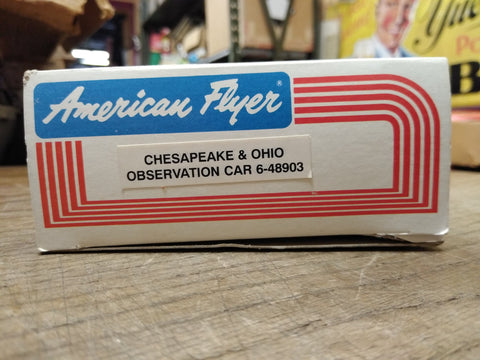 American Flyer®
CHESAPEAKE & OHIO
OBSERVATION CAR 6-48903